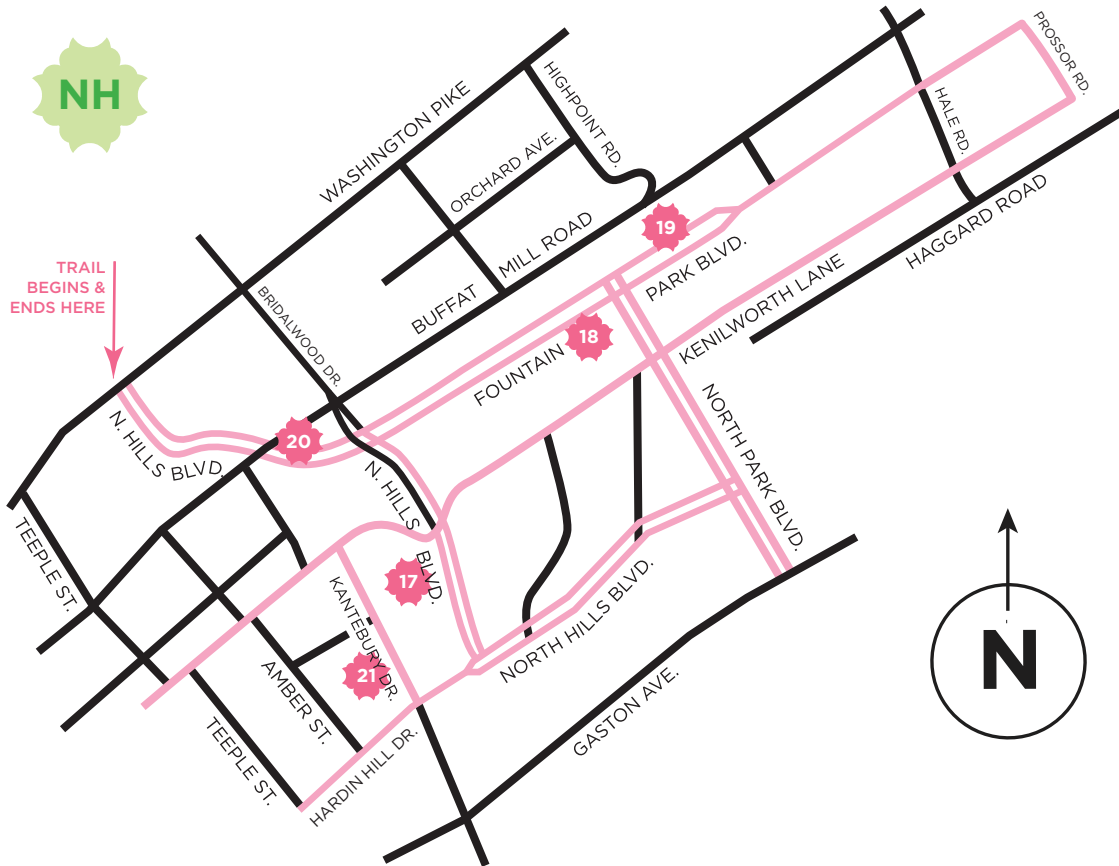 NH
PROSSOR RD.
HIGHPOINT RD.
WASHINGTON PIKE
HALE RD.
ORCHARD AVE.
19
MILL ROAD
BUFFAT
PARK BLVD.
HAGGARD ROAD
TRAIL
BEGINS &
ENDS HERE
BRIDALWOOD DR.
18
KENILWORTH LANE
FOUNTAIN
N. HILLS BLVD.
20
N. HILLS
BLVD.
NORTH PARK BLVD.
TEEPLE ST.
17
KANTEBURY DR.
NORTH HILLS BLVD.
21
AMBER ST.
GASTON AVE.
TEEPLE ST.
HARDIN HILL DR.
N